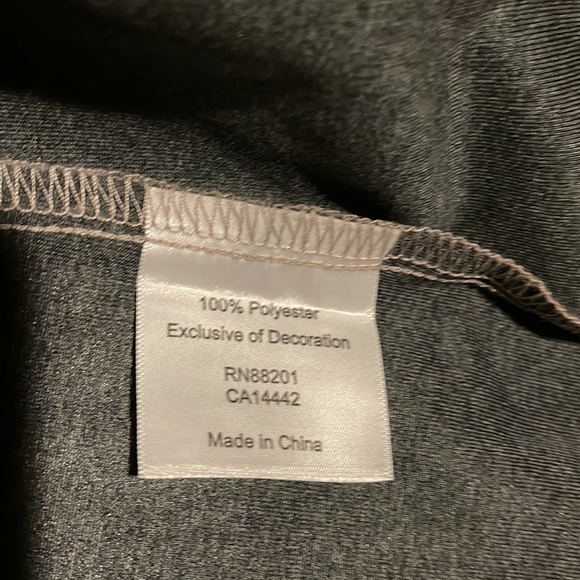 100% Polyester
Exclusive of Decoration
RN88201
CA14442
Made in China